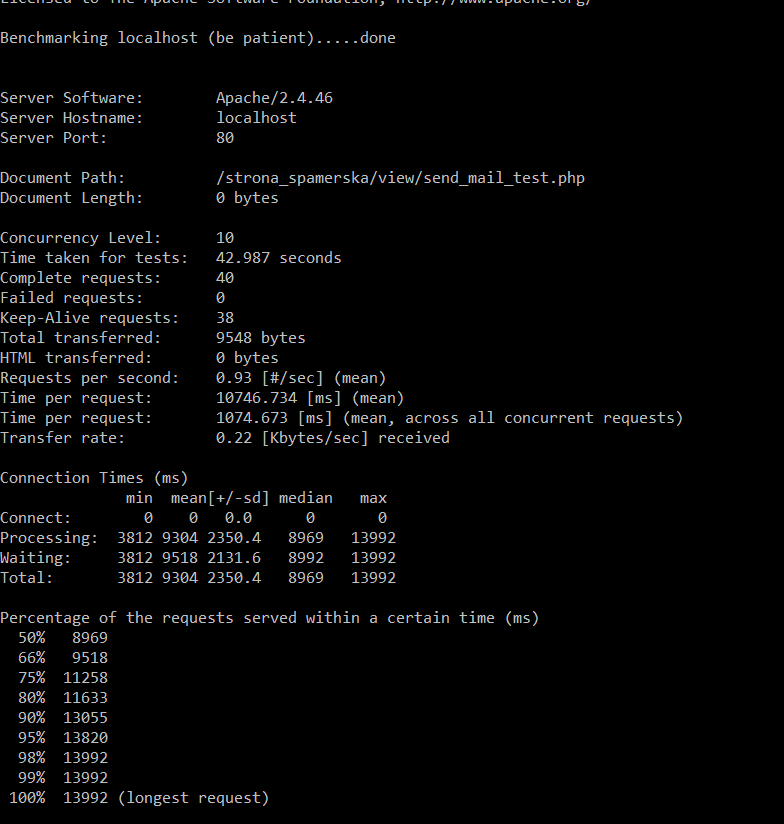 Licensed to The Apache Software Foundation, http://www.apache.org/
Benchmarking localhost (be patient).....done
Server Software:        Apache/2.4.46
Server Hostname:        localhost
Server Port:            80
Document Path:          /strona_spamerska/view/send_mail_test.php
Document Length:        0 bytes
Concurrency Level:      10
Time taken for tests:   42.987 seconds
Complete requests:      40
Failed requests:        0
Keep-Alive requests:    38
Total transferred:      9548 bytes
HTML transferred:       0 bytes
Requests per second:    0.93 [#/sec] (mean)
Time per request:       10746.734 [ms] (mean)
Time per request:       1074.673 [ms] (mean, across all concurrent requests)
Transfer rate:          0.22 [Kbytes/sec] received
Connection Times (ms)
              min  mean[+/-sd] median   max
Connect:        0    0   0.0      0       0
Processing:  3812 9304 2350.4   8969   13992
Waiting:     3812 9518 2131.6   8992   13992
Total:       3812 9304 2350.4   8969   13992
Percentage of the requests served within a certain time (ms)
  50%   8969
  66%   9518
  75%  11258
  80%  11633
  90%  13055
  95%  13820
  98%  13992
  99%  13992
 100%  13992 (longest request)